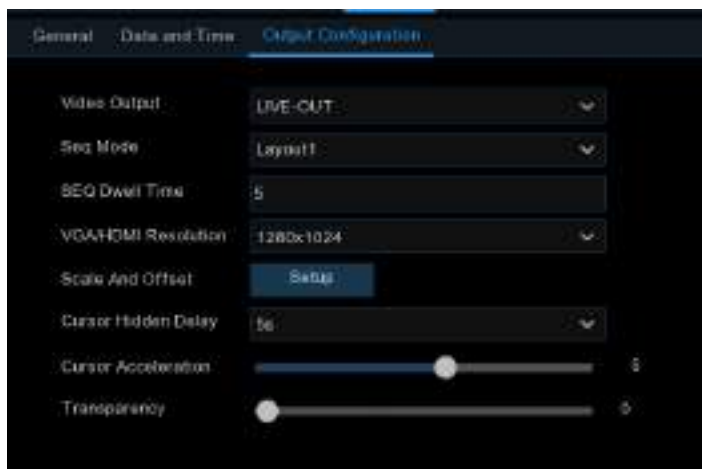 General Date and Time Output Configuration
Video Output LIVE-OUT
Seq Mode Layout1
SEQ Dwell Time 5
VGA/HDMI Resolution 1280x1024
Scale And Offset Setup
Cursor Hidden Delay 5s
Cursor Acceleration
Transparency 0